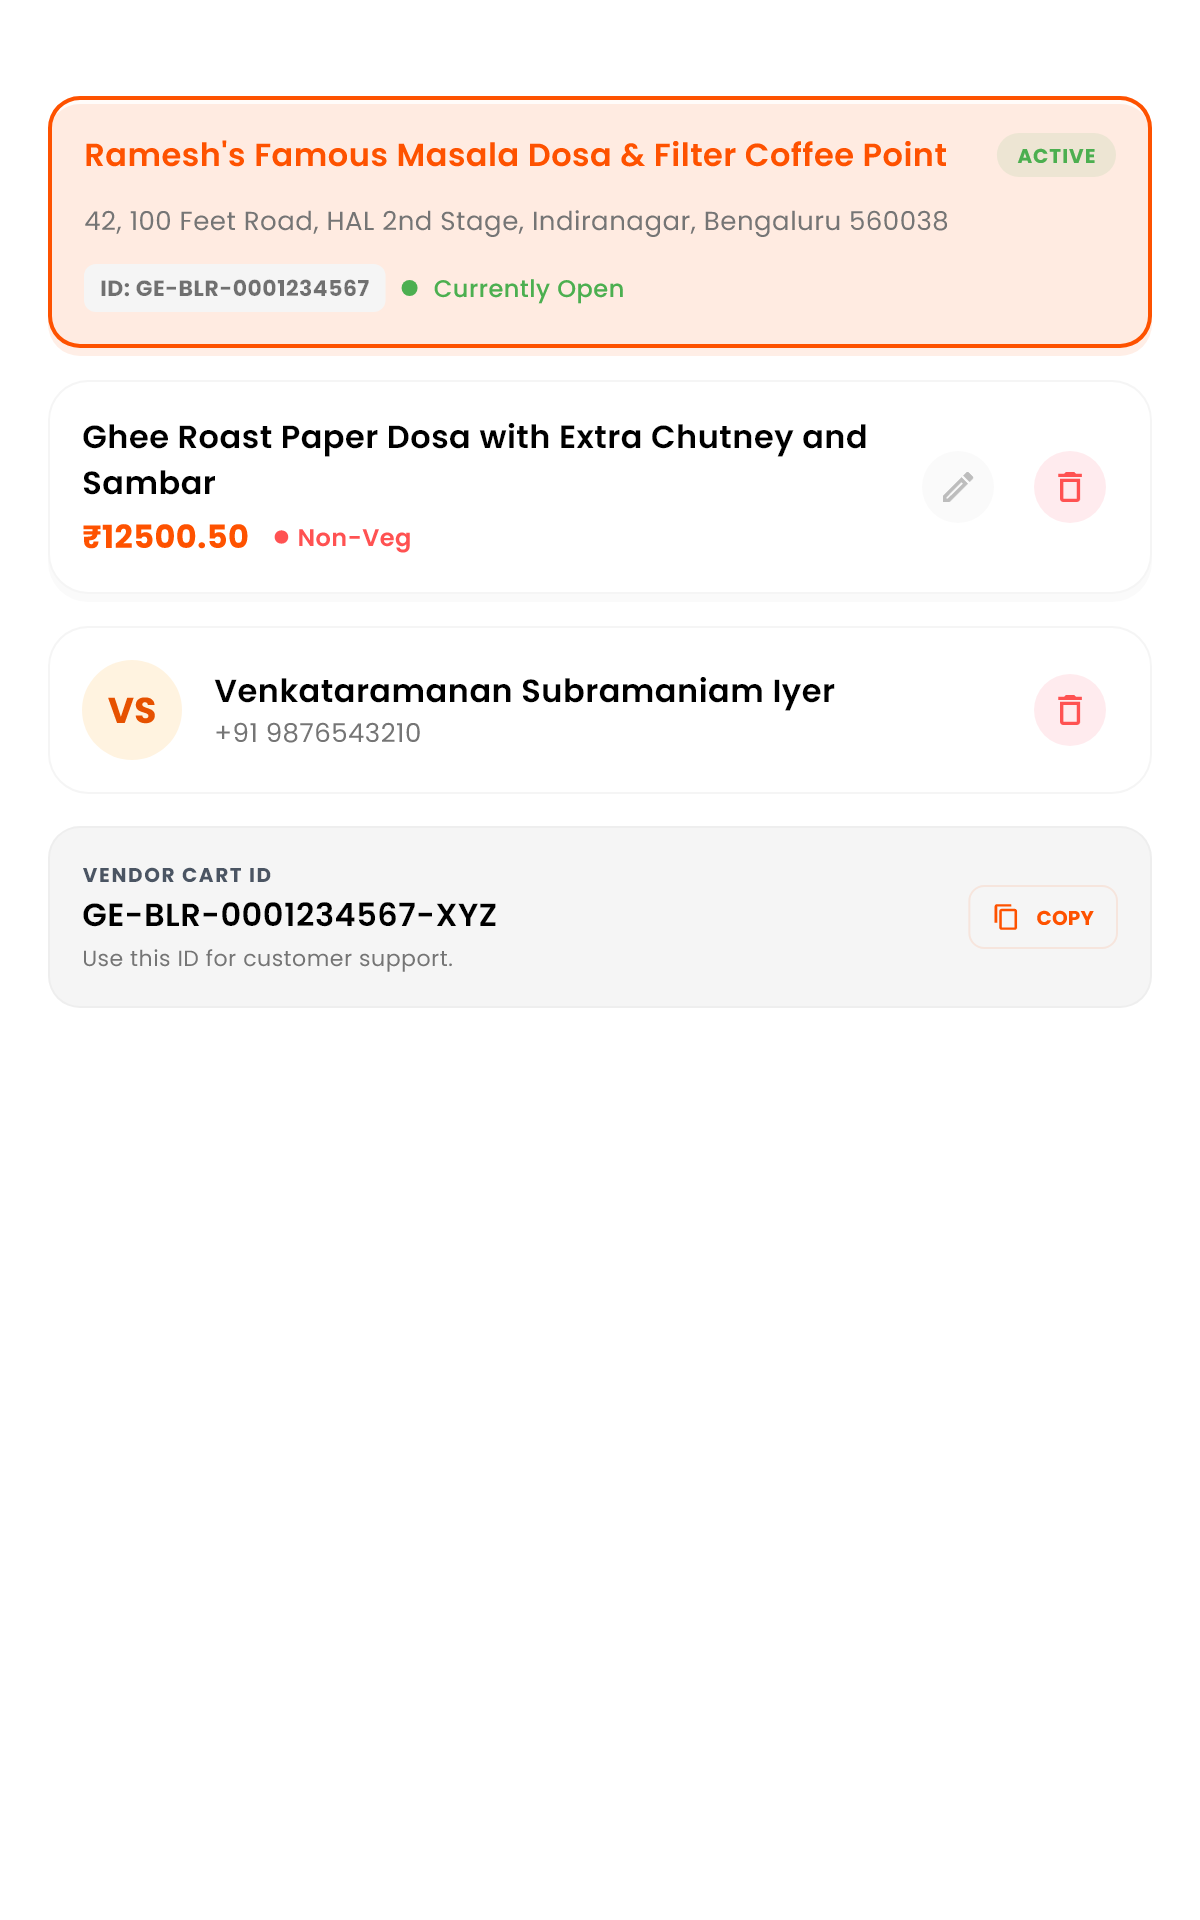 Ramesh's Famous Masala Dosa & Filter Coffee Point
ACTIVE
42, 100 Feet Road, HAL 2nd Stage, Indiranagar, Bengaluru 560038
ID: GE-BLR-0001234567
Currently Open
Ghee Roast Paper Dosa with Extra Chutney and
Sambar
₹12500.50
Non-Veg
VS
Venkataramanan Subramaniam Iyer
+91 9876543210
VENDOR CART ID
GE-BLR-0001234567-XYZ
COPY
Use this ID for customer support.